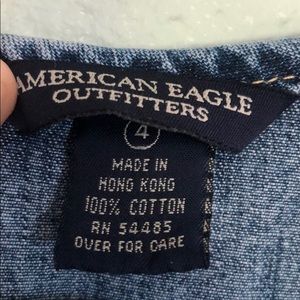 AMERICAN EAGLE
OUTFITTERS
4
MADE IN
HONG KONG
100% COTTON
RN 54485
OVER FOR CARE